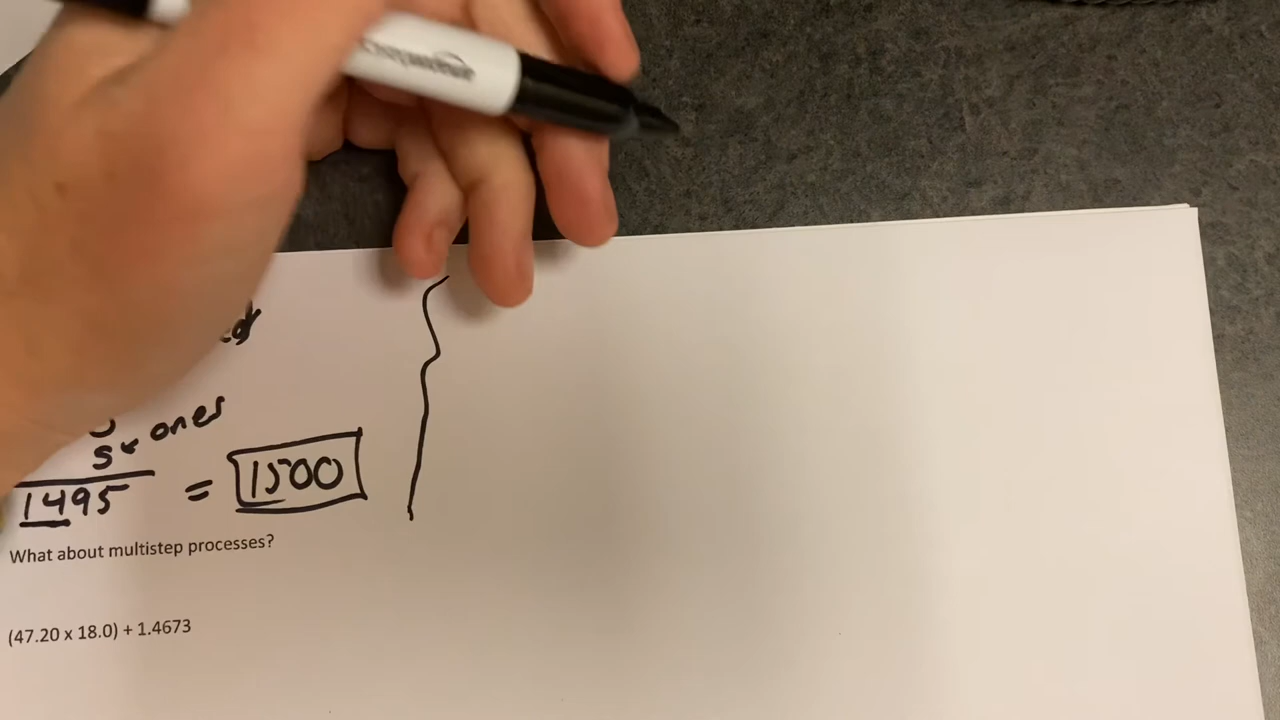 ones
5
1495 = 1500
What about multistep processes?
(47.20 x 18.0) + 1.4673